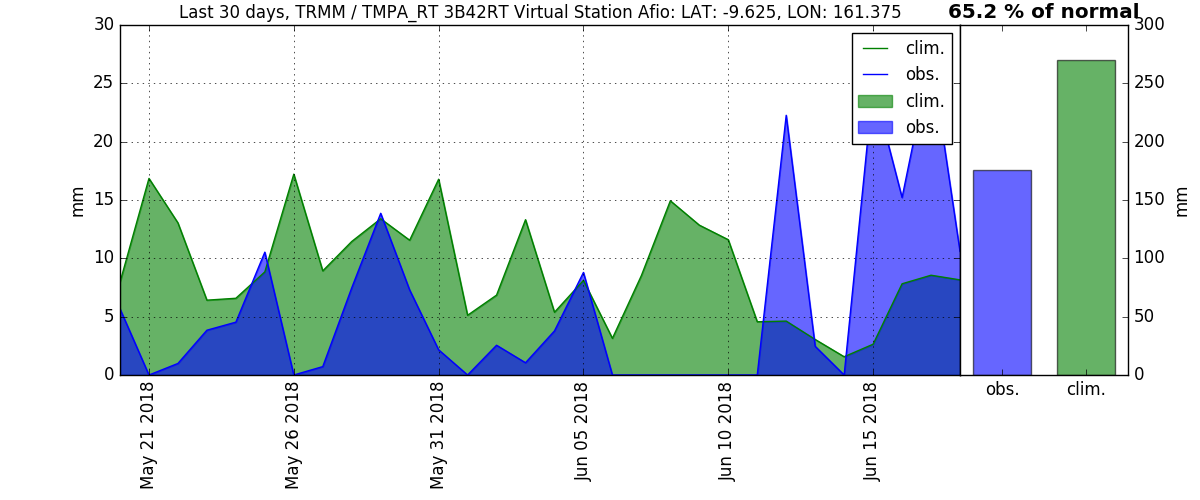 Last 30 days, TRMM / TMPA_RT 3B42RT Virtual Station Afio: LAT: -9.625, LON: 161.375
65.2 % of normal
30
25
20
15
10
5
0
mm
clim.
obs.
clim.
obs.
300
250
200
150
100
50
0
mm
obs.
clim.
May 21 2018
May 26 2018
May 31 2018
Jun 05 2018
Jun 10 2018
Jun 15 2018